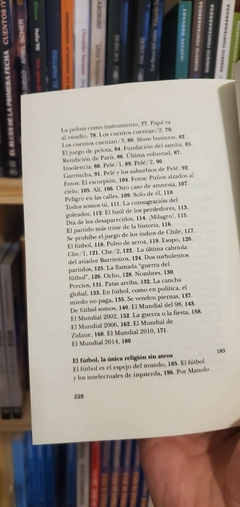 La pelota como instrumento, 77. Papá va
al estadio, 78. Los cuentos cuentan/2, 79.
Los cuentos cuentan/3, 80. Show business, 82.
El juego de pelota, 84. Fundación del samba, 85.
Rendición de París, 86. Última voluntad, 87.
Insolencia, 88. Pelé/1, 89. Pelé/2, 90.
Garrincha, 91. Pelé y los suburbios de Pelé, 92.
Fotos: El escorpión, 104. Fotos: Puños alzados al
cielo, 105. Alí, 106. Otro caso de amnesia, 107.
Peligro en las calles, 109. Solo de él, 110.
Todos somos tú, 111. La consagración del
goleador, 112. El baúl de los perdedores, 113.
Día de los desaparecidos, 114. ¡Milagro!, 115.
El partido más triste de la historia, 116.
Se prohíbe el juego de los indios de Chile, 117.
El fútbol, 118. Polvo de arroz, 119. Esopo, 120.
Che/1, 121. Che/2, 122. La última cabriola
del aviador Barrientos, 124. Dos turbulentos
partidos, 125. La llamada "guerra del
fútbol", 126. Ocho, 128. Nombres, 130.
Precios, 131. Patas arriba, 132. La cancha
global, 133. En fútbol, como en política, el
miedo no paga, 135. Se venden piernas, 137.
De fútbol somos, 140. El Mundial del 98, 143.
El Mundial 2002, 152. La guerra o la fiesta, 158.
El Mundial 2006, 162. El Mundial de
Zidane, 168. El Mundial 2010, 171.
El Mundial 2014, 180
El fútbol, la única religión sin ateos 183
El fútbol es el espejo del mundo, 185. El fútbol
y los intelectuales de izquierda, 196. Por Manolo
226